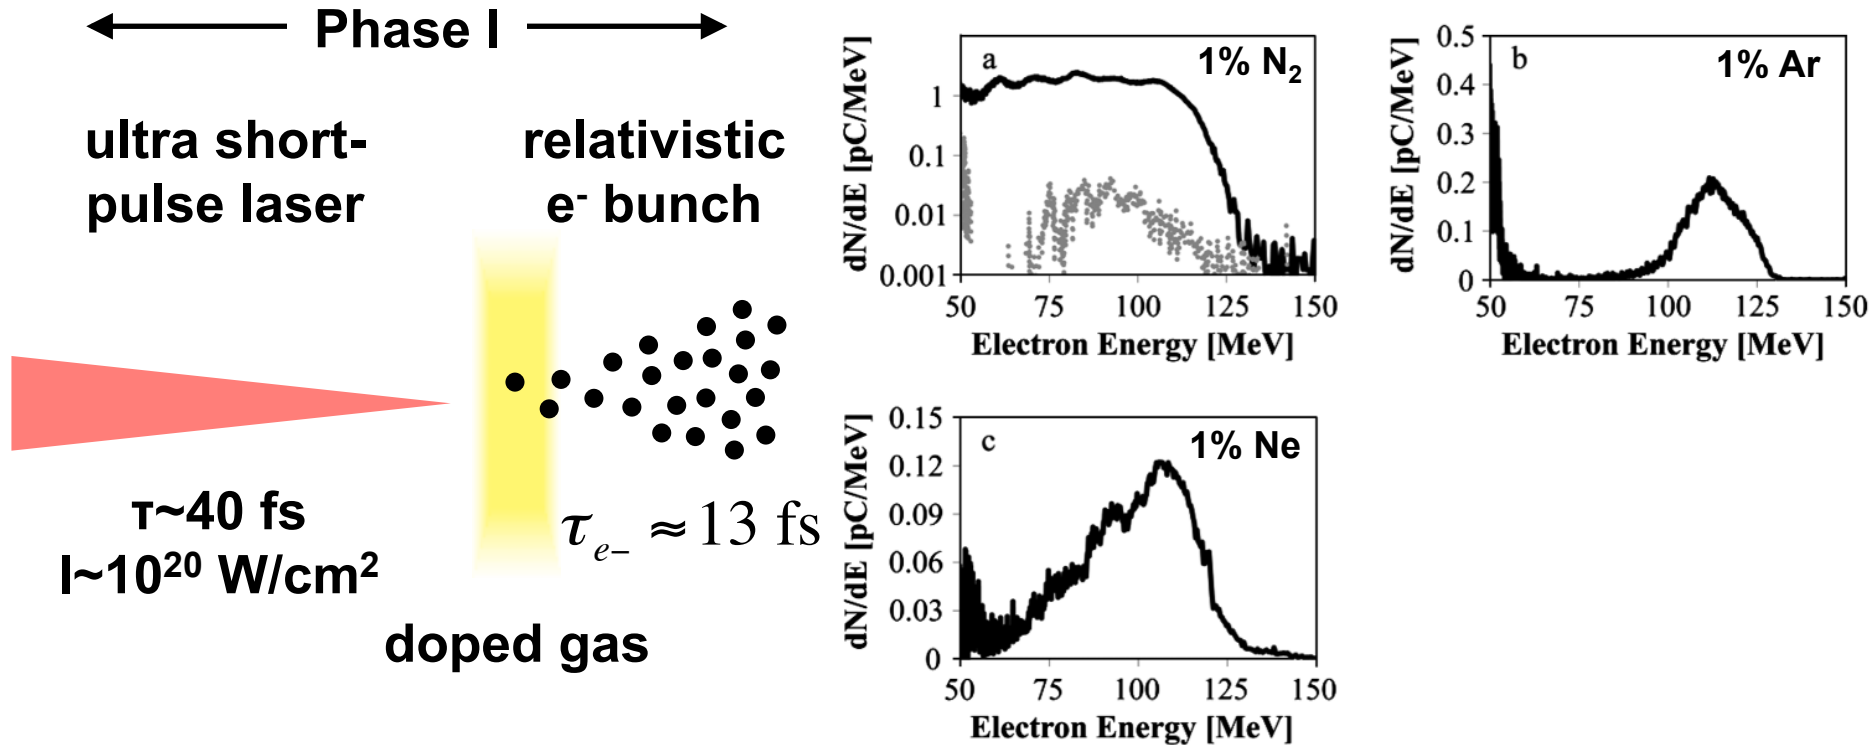 Phase I
ultra short-
pulse laser
relativistic
e⁻ bunch
τ~40 fs
I~10²⁰ W/cm²
τₑ₋ ≈ 13 fs
doped gas
a
1% N₂
dN/dE [pC/MeV]
1
0.1
0.01
0.001
50 75 100 125 150
Electron Energy [MeV]
b
1% Ar
dN/dE [pC/MeV]
0.5
0.4
0.3
0.2
0.1
0
50 75 100 125 150
Electron Energy [MeV]
c
1% Ne
dN/dE [pC/MeV]
0.15
0.12
0.09
0.06
0.03
0
50 75 100 125 150
Electron Energy [MeV]